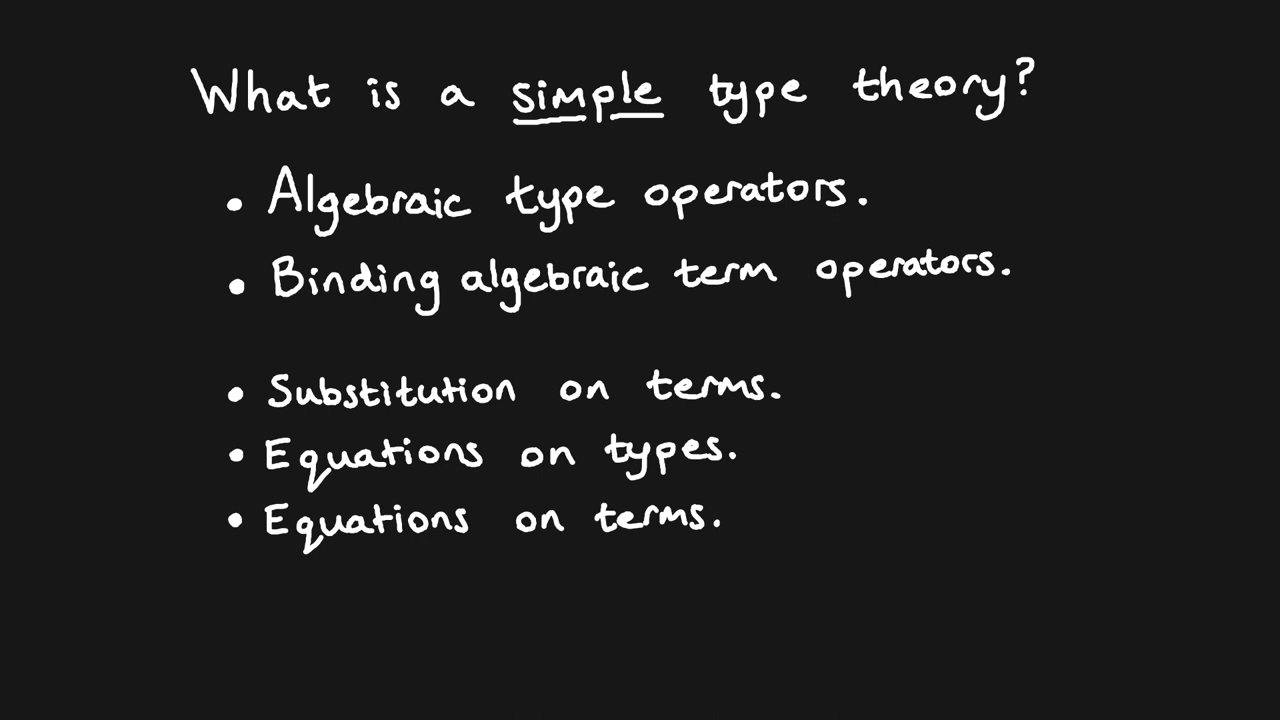 What is a simple type theory?
• Algebraic type operators.
• Binding algebraic term operators.
• Substitution on terms.
• Equations on types.
• Equations on terms.